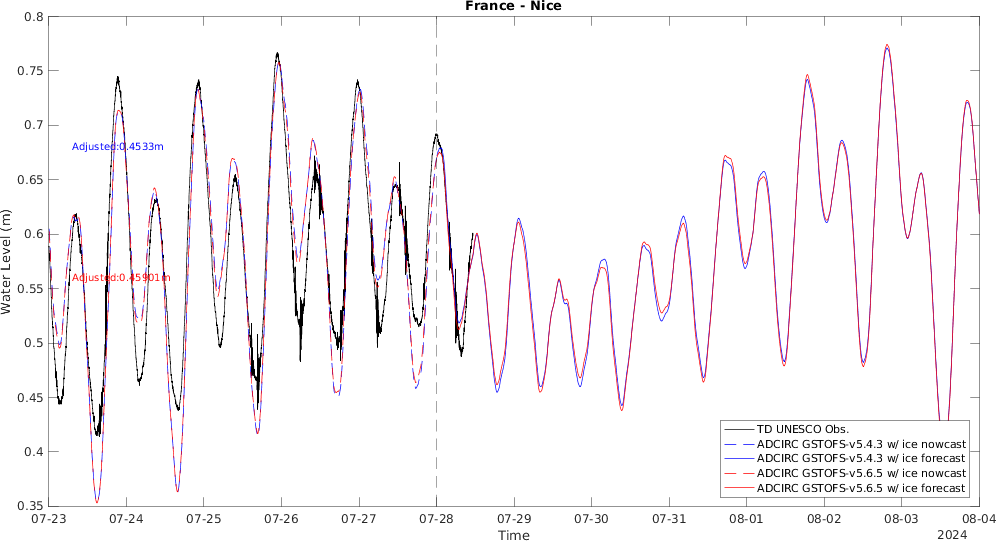 France - Nice
0.8
0.75
0.7
0.65
0.6
0.55
0.5
0.45
0.4
0.35
Water Level (m)
Adjusted:0.4533m
Adjusted:0.45901m
TD UNESCO Obs.
ADCIRC GSTOFS-v5.4.3 w/ ice nowcast
ADCIRC GSTOFS-v5.4.3 w/ ice forecast
ADCIRC GSTOFS-v5.6.5 w/ ice nowcast
ADCIRC GSTOFS-v5.6.5 w/ ice forecast
07-23 07-24 07-25 07-26 07-27 07-28 07-29 07-30 07-31 08-01 08-02 08-03 08-04
Time
2024